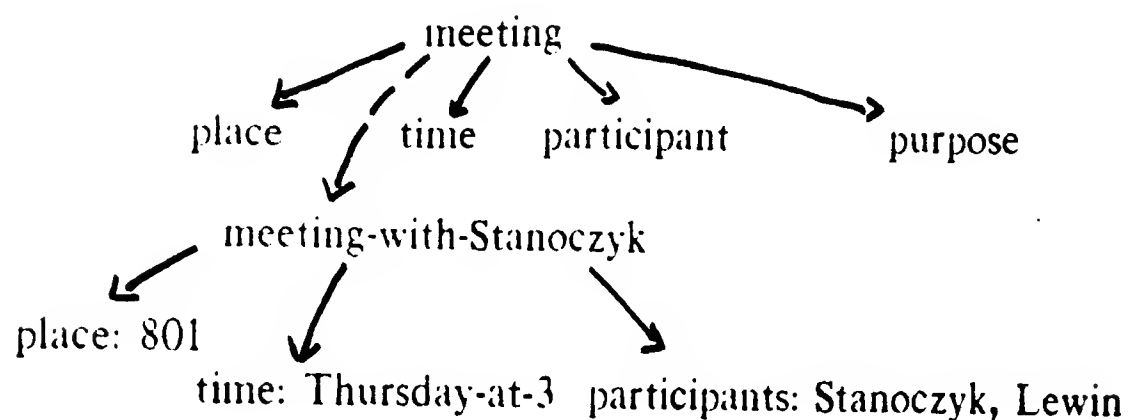 meeting
place time participant purpose
meeting-with-Stanoczyk
place: 801
time: Thursday-at-3 participants: Stanoczyk, Lewin